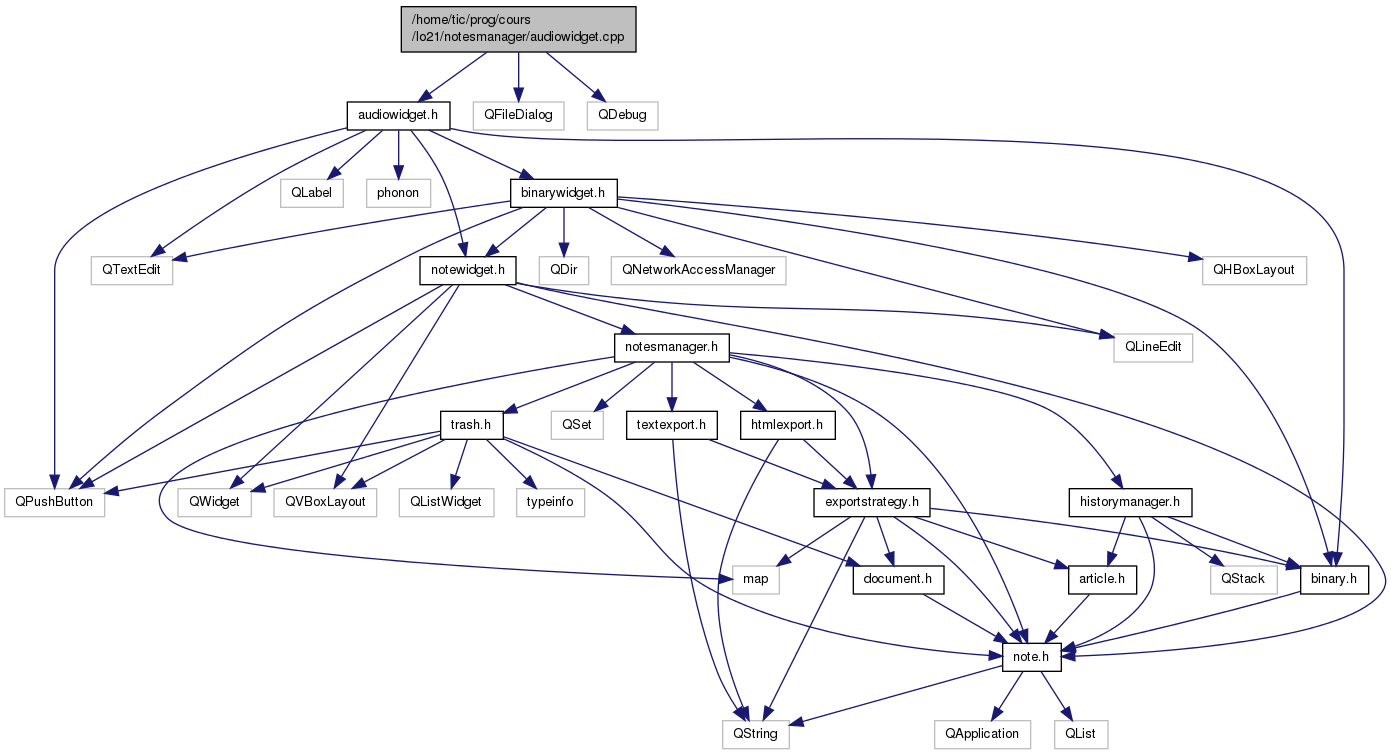 /home/tic/prog/cours
/lo21/notesmanager/audiowidget.cpp
audiowidget.h
QFileDialog
QDebug
QLabel
phonon
binarywidget.h
QTextEdit
notewidget.h
QDir
QNetworkAccessManager
QHBoxLayout
notesmanager.h
QLineEdit
trash.h
QSet
textexport.h
htmlexport.h
QPushButton
QWidget
QVBoxLayout
QListWidget
typeinfo
exportstrategy.h
historymanager.h
map
document.h
article.h
QStack
binary.h
note.h
QString
QApplication
QList